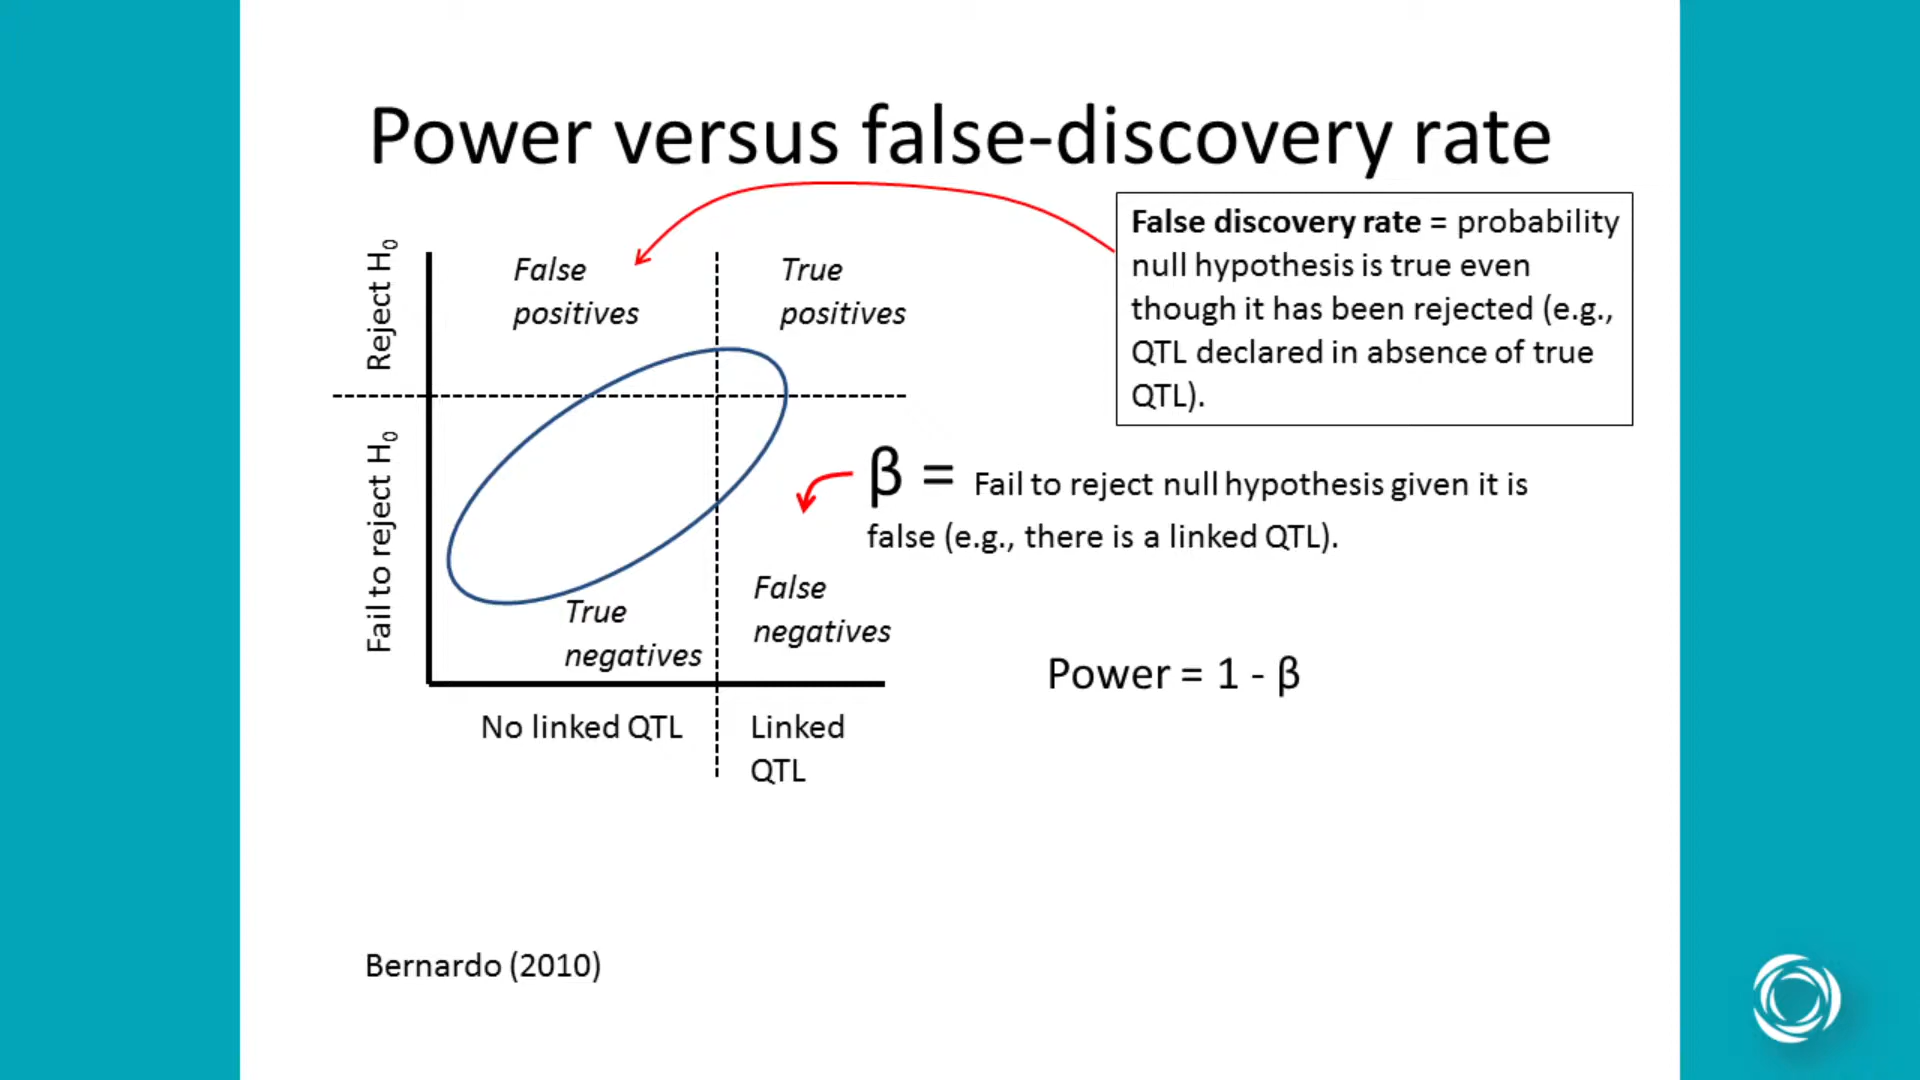 Power versus false-discovery rate
False discovery rate = probability
null hypothesis is true even
though it has been rejected (e.g.,
QTL declared in absence of true
QTL).
Reject H0
Fail to reject H0
False
positives
True
positives
β = Fail to reject null hypothesis given it is
false (e.g., there is a linked QTL).
True
negatives
False
negatives
Power = 1 - β
No linked QTL
Linked
QTL
Bernardo (2010)